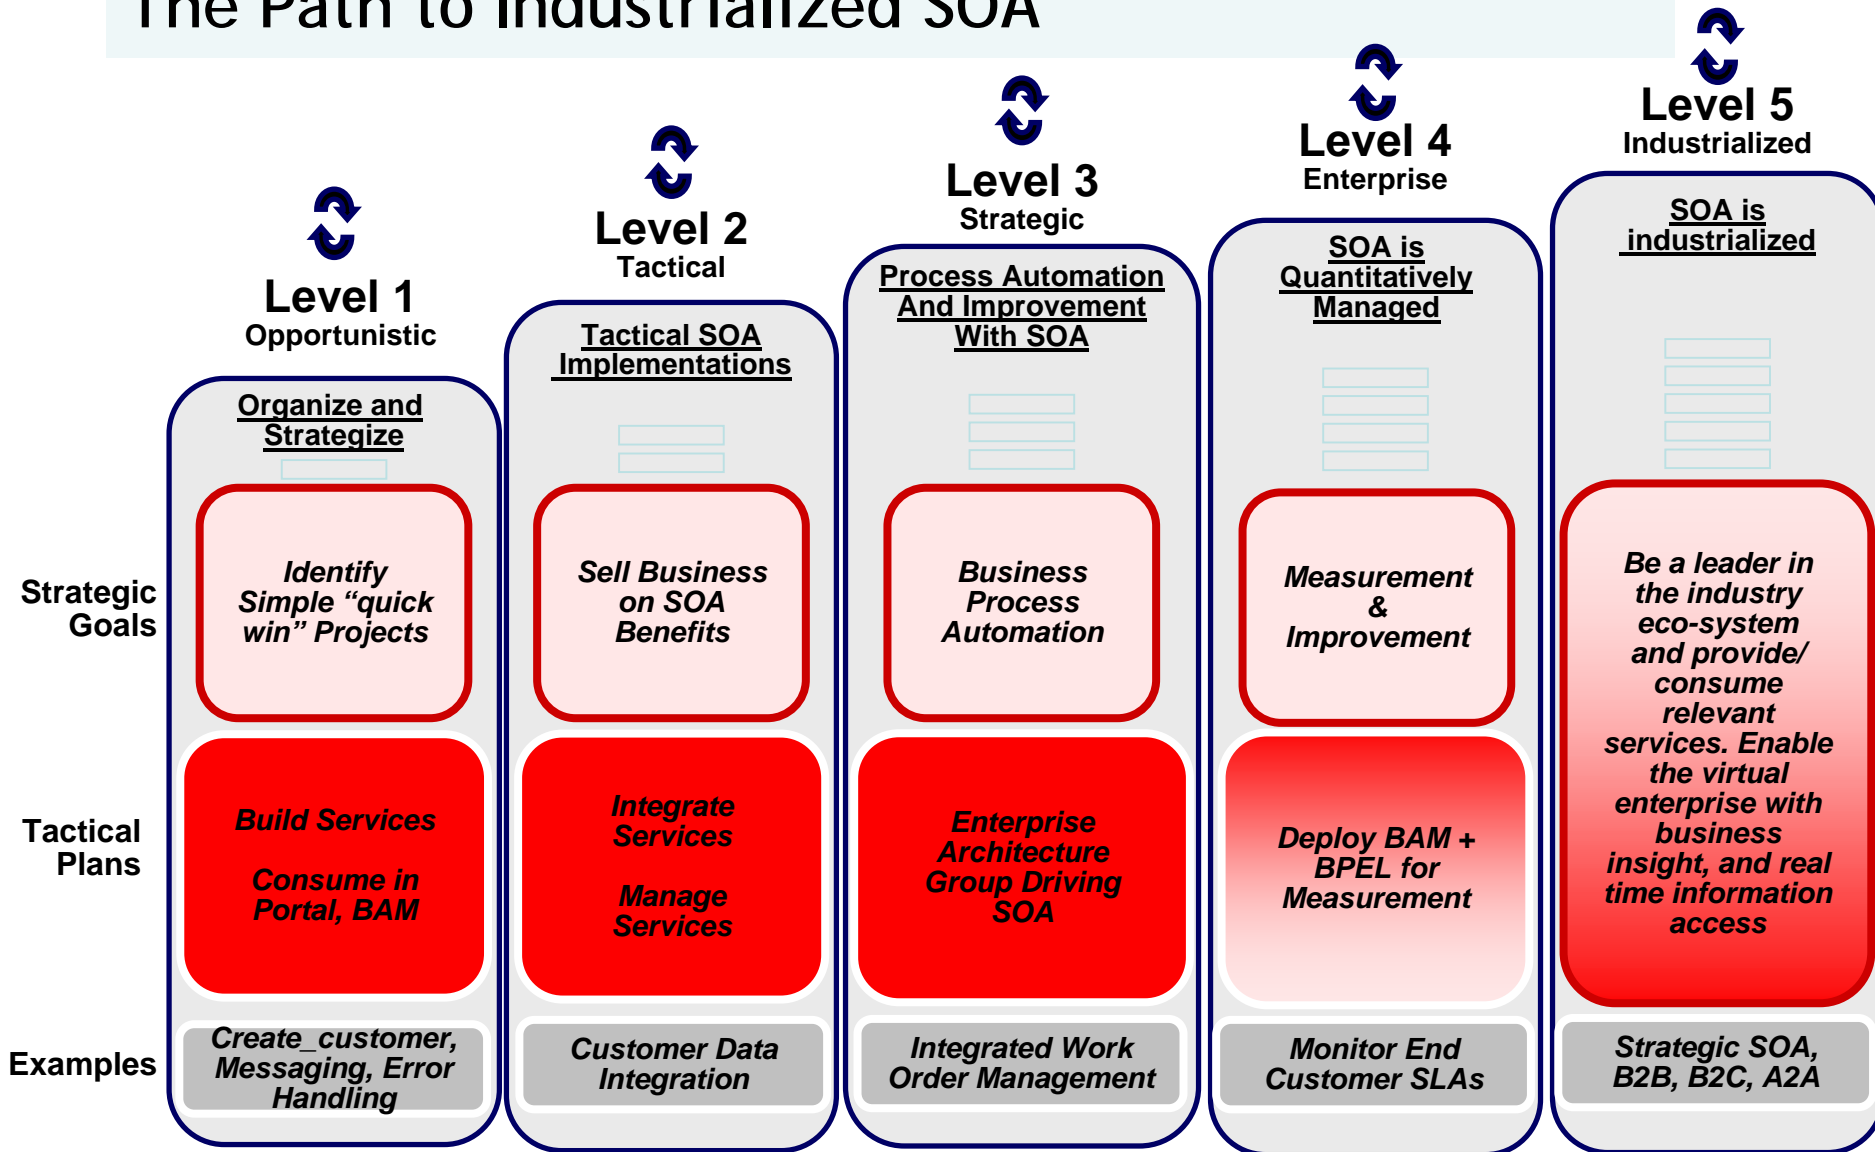 The Path to Industrialized SOA
Level 1
Opportunistic
Organize and
Strategize
Level 2
Tactical
Tactical SOA
Implementations
Level 3
Strategic
Process Automation
And Improvement
With SOA
Level 4
Enterprise
SOA is
Quantitatively
Managed
Level 5
Industrialized
SOA is
industrialized
Strategic
Goals
Identify
Simple “quick
win” Projects
Sell Business
on SOA
Benefits
Business
Process
Automation
Measurement
&
Improvement
Be a leader in
the industry
eco-system
and provide/
consume
relevant
services. Enable
the virtual
enterprise with
business
insight, and real
time information
access
Tactical
Plans
Build Services
Consume in
Portal, BAM
Integrate
Services
Manage
Services
Enterprise
Architecture
Group Driving
SOA
Deploy BAM +
BPEL for
Measurement
Examples
Create_customer,
Messaging, Error
Handling
Customer Data
Integration
Integrated Work
Order Management
Monitor End
Customer SLAs
Strategic SOA,
B2B, B2C, A2A